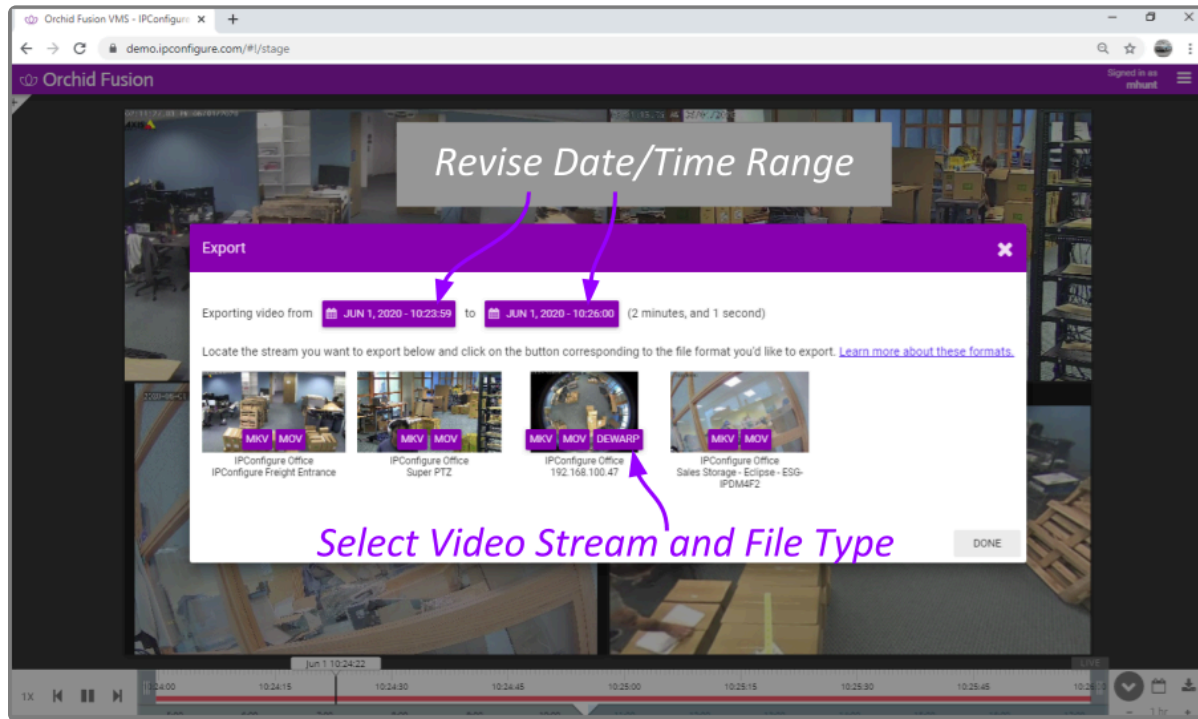 Orchid Fusion VMS - IPConfigure
demo.ipconfigure.com/#!/stage
Orchid Fusion
Signed in as
mhunt
Revise Date/Time Range
Export
Exporting video from JUN 1, 2020 - 10:23:59 to JUN 1, 2020 - 10:26:00 (2 minutes, and 1 second)
Locate the stream you want to export below and click on the button corresponding to the file format you'd like to export. Learn more about these formats.
MKV MOV MKV MOV MKV MOV DEWARP MKV MOV
IPConfigure Office
IPConfigure Freight Entrance
IPConfigure Office
Super PTZ
IPConfigure Office
192.168.100.47
IPConfigure Office
Sales Storage - Eclipse - ESG-
IPDM4F2
Select Video Stream and File Type
DONE
Jun 1 10:24:22
LIVE
1X 10:24:00 10:24:15 10:24:30 10:24:45 10:25:00 10:25:15 10:25:30 10:25:45
1 hr